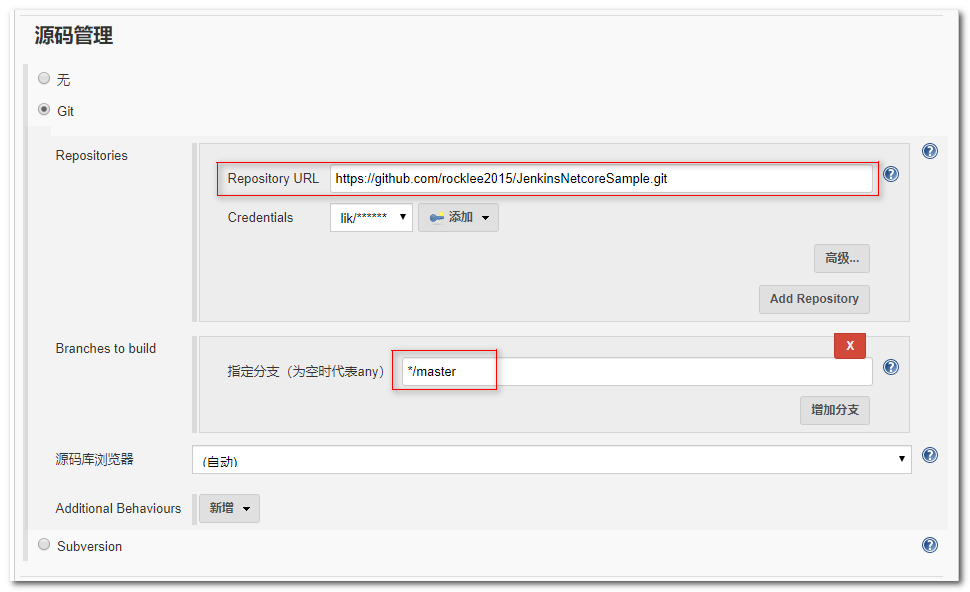 源码管理
无
Git
Repositories
Repository URL https://github.com/rocklee2015/JenkinsNetcoreSample.git
Credentials lik/****** 添加
高级...
Add Repository
Branches to build
X
指定分支（为空时代表any） */master
增加分支
源码库浏览器 (自动)
Additional Behaviours 新增
Subversion